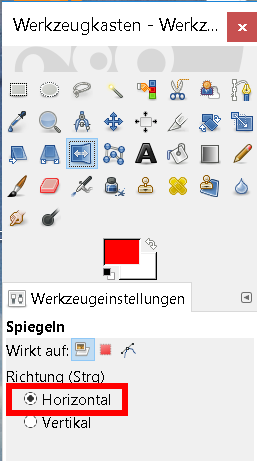 Werkzeugkasten - Werkz...
Werkzeugeinstellungen
Spiegeln
Wirkt auf:
Richtung (Strg)
Horizontal
Vertikal